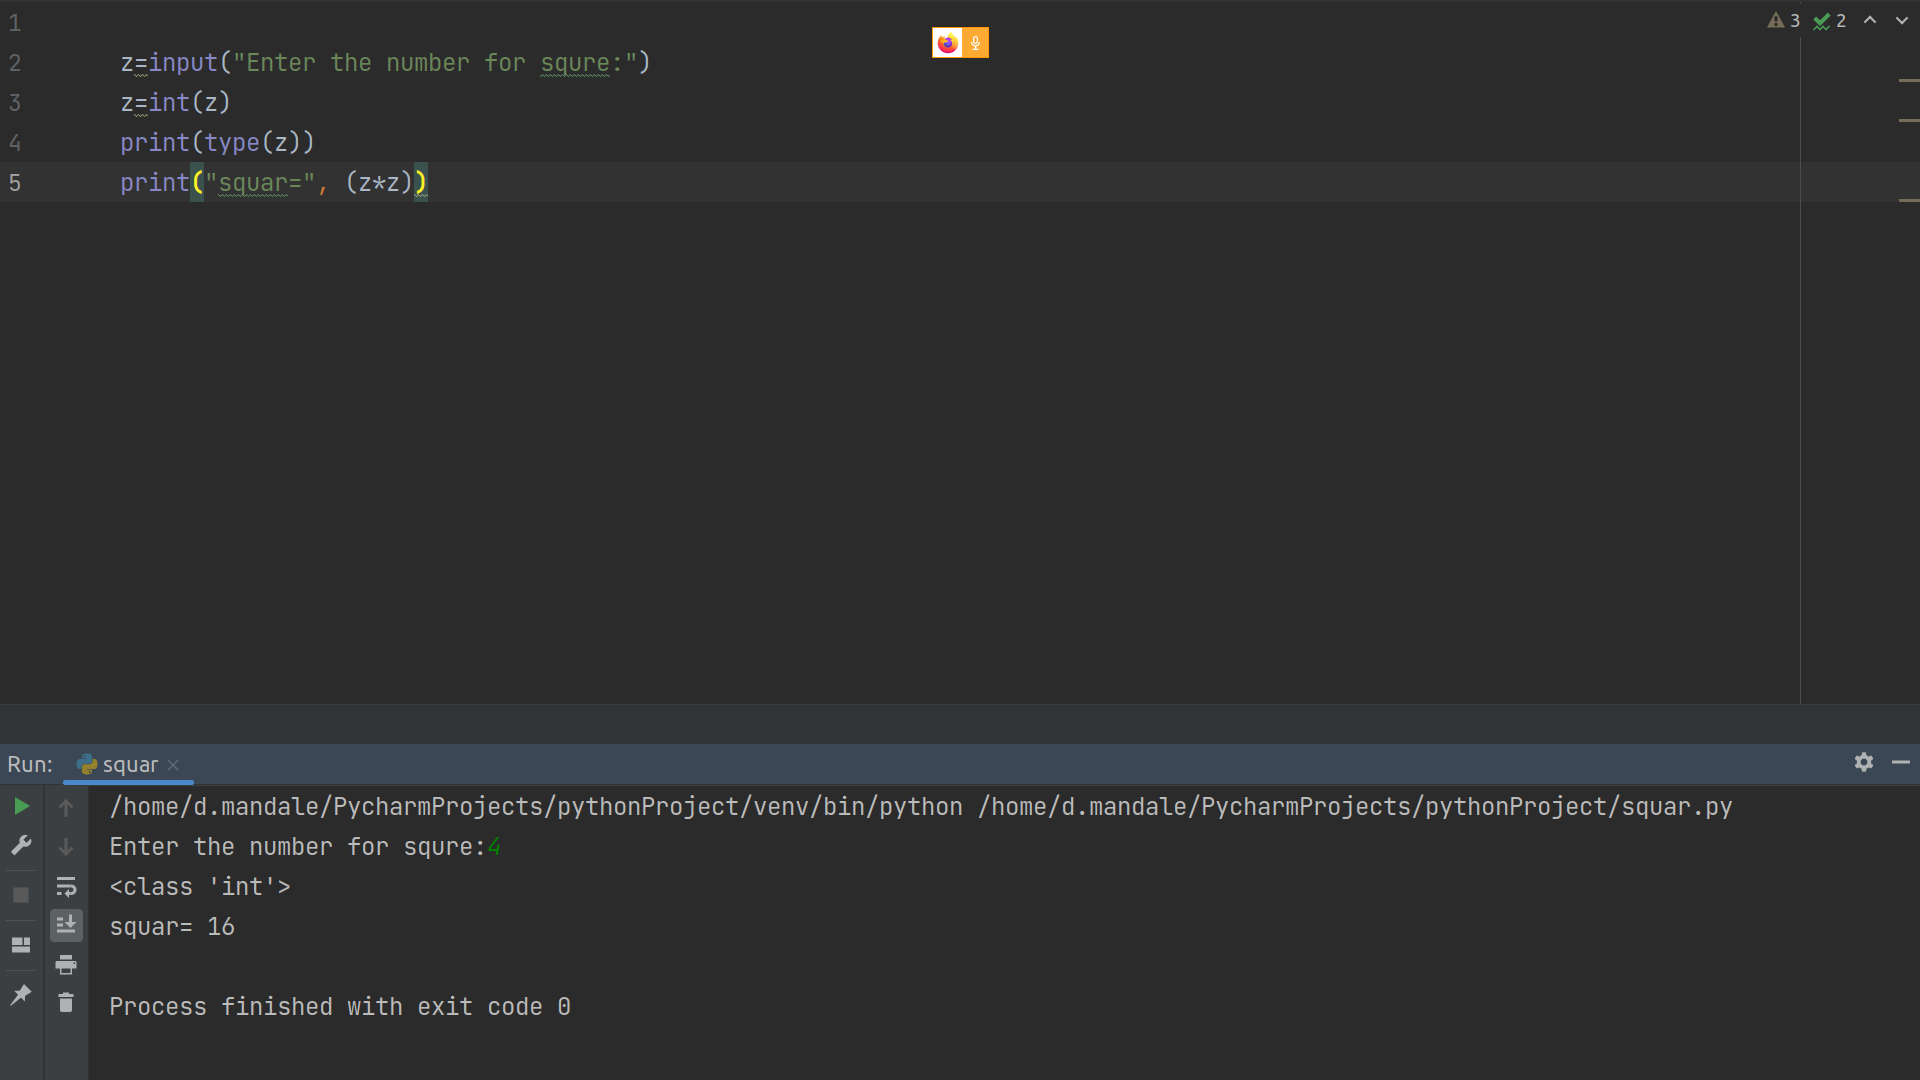 3 2
1
2 z=input("Enter the number for squre:")
3 z=int(z)
4 print(type(z))
5 print("squar=", (z*z))
Run: squar
/home/d.mandale/PycharmProjects/pythonProject/venv/bin/python /home/d.mandale/PycharmProjects/pythonProject/squar.py
Enter the number for squre:4
<class 'int'>
squar= 16
Process finished with exit code 0